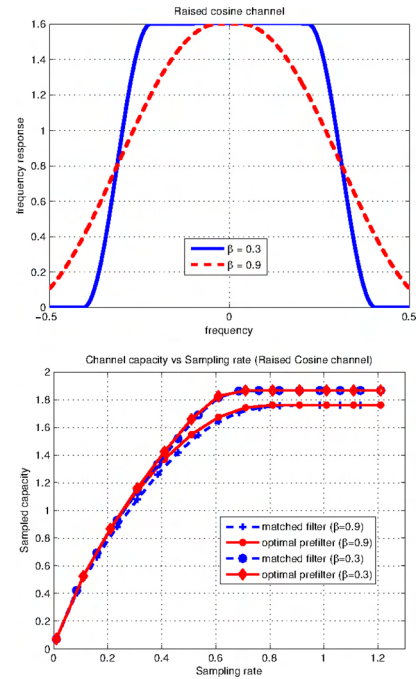 Raised cosine channel
frequency response
1.6
1.4
1.2
1
0.8
0.6
0.4
0.2
0
−0.5
0
0.5
β = 0.3
β = 0.9
frequency
Channel capacity vs Sampling rate (Raised Cosine channel)
Sampled capacity
2
1.8
1.6
1.4
1.2
1
0.8
0.6
0.4
0.2
0
matched filter (β=0.9)
optimal prefilter (β=0.9)
matched filter (β=0.3)
optimal prefilter (β=0.3)
0
0.2
0.4
0.6
0.8
1
1.2
Sampling rate